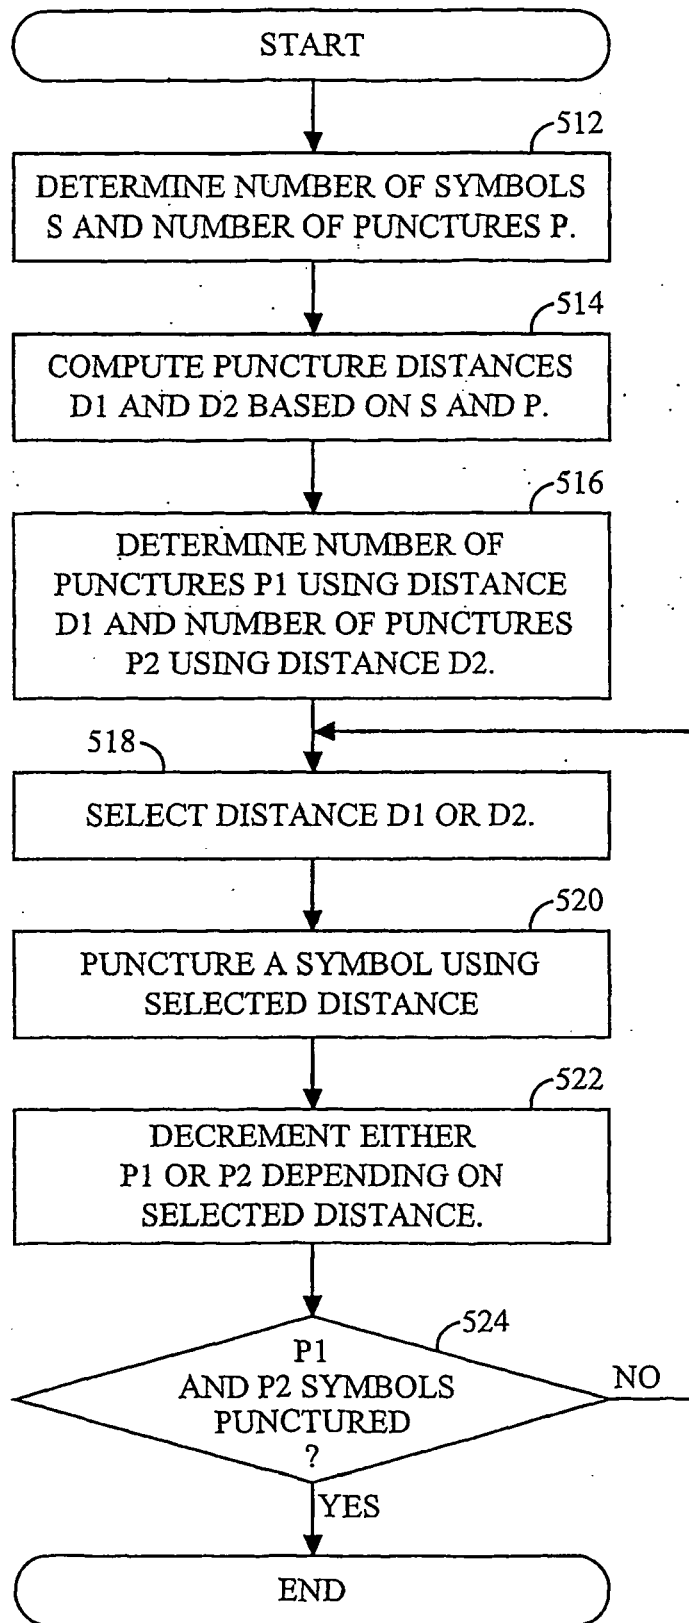 START
512
DETERMINE NUMBER OF SYMBOLS
S AND NUMBER OF PUNCTURES P.
514
COMPUTE PUNCTURE DISTANCES
D1 AND D2 BASED ON S AND P.
516
DETERMINE NUMBER OF
PUNCTURES P1 USING DISTANCE
D1 AND NUMBER OF PUNCTURES
P2 USING DISTANCE D2.
518
SELECT DISTANCE D1 OR D2.
520
PUNCTURE A SYMBOL USING
SELECTED DISTANCE
522
DECREMENT EITHER
P1 OR P2 DEPENDING ON
SELECTED DISTANCE.
524
P1
AND P2 SYMBOLS
PUNCTURED
?
NO
YES
END